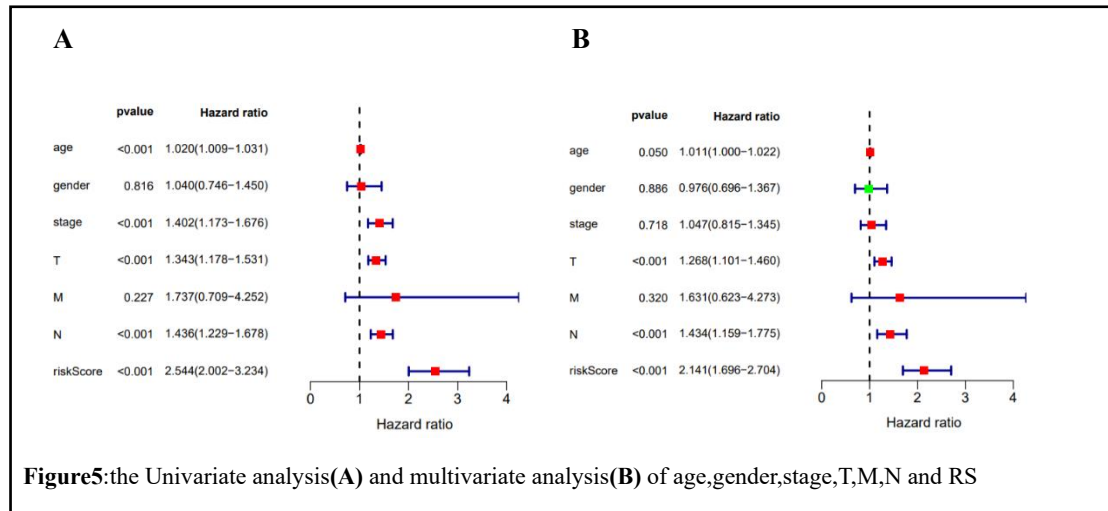 A
pvalue Hazard ratio
age <0.001 1.020(1.009−1.031)
gender 0.816 1.040(0.746−1.450)
stage <0.001 1.402(1.173−1.676)
T <0.001 1.343(1.178−1.531)
M 0.227 1.737(0.709−4.252)
N <0.001 1.436(1.229−1.678)
riskScore <0.001 2.544(2.002−3.234)
0 1 2 3 4
Hazard ratio
B
pvalue Hazard ratio
age 0.050 1.011(1.000−1.022)
gender 0.886 0.976(0.696−1.367)
stage 0.718 1.047(0.815−1.345)
T <0.001 1.268(1.101−1.460)
M 0.320 1.631(0.623−4.273)
N <0.001 1.434(1.159−1.775)
riskScore <0.001 2.141(1.696−2.704)
0 1 2 3 4
Hazard ratio
Figure5:the Univariate analysis(A) and multivariate analysis(B) of age,gender,stage,T,M,N and RS